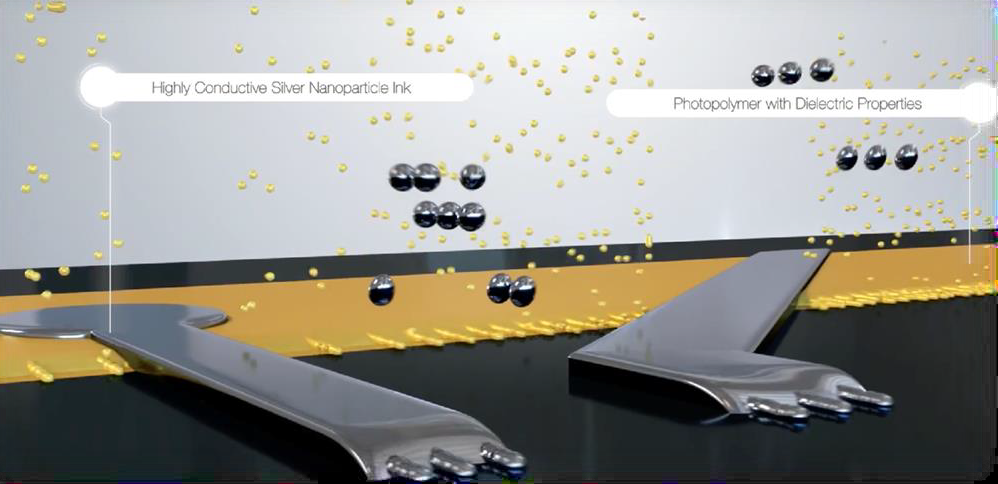 Highly Conductive Silver Nanoparticle Ink
Photopolymer with Dielectric Properties